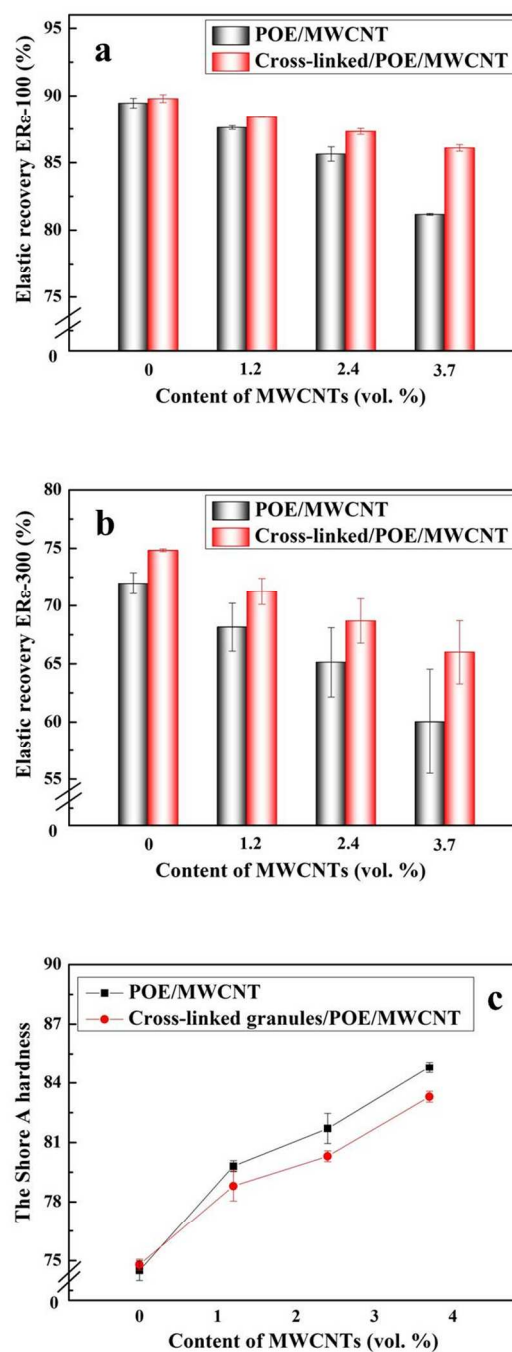 a
POE/MWCNT
Cross-linked/POE/MWCNT
Elastic recovery ERε-100 (%)
90
85
80
75
0
0 1.2 2.4 3.7
Content of MWCNTs (vol. %)
80
b
POE/MWCNT
Cross-linked/POE/MWCNT
Elastic recovery ERε-300 (%)
75
70
65
60
55
0
0 1.2 2.4 3.7
Content of MWCNTs (vol. %)
90
POE/MWCNT
c
Cross-linked granules/POE/MWCNT
The Shore A hardness
87
84
81
78
75
0
0 1 2 3 4
Content of MWCNTs (vol. %)